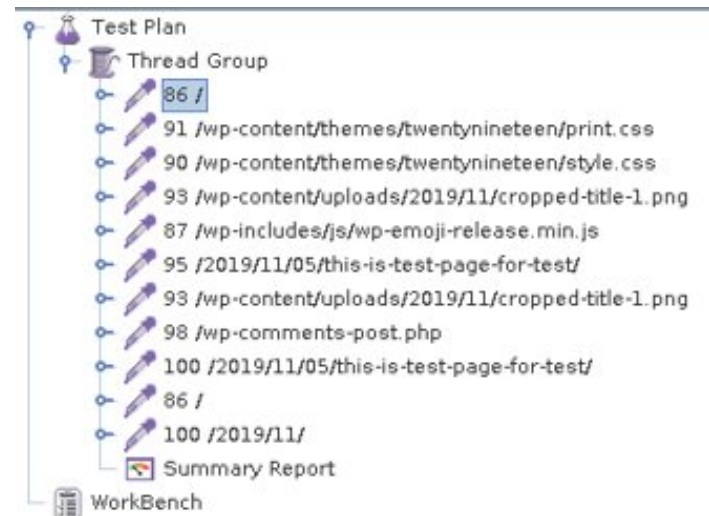 Test Plan
Thread Group
86 /
91 /wp-content/themes/twentynineteen/print.css
90 /wp-content/themes/twentynineteen/style.css
93 /wp-content/uploads/2019/11/cropped-title-1.png
87 /wp-includes/js/wp-emoji-release.min.js
95 /2019/11/05/this-is-test-page-for-test/
93 /wp-content/uploads/2019/11/cropped-title-1.png
98 /wp-comments-post.php
100 /2019/11/05/this-is-test-page-for-test/
86 /
100 /2019/11/
Summary Report
WorkBench